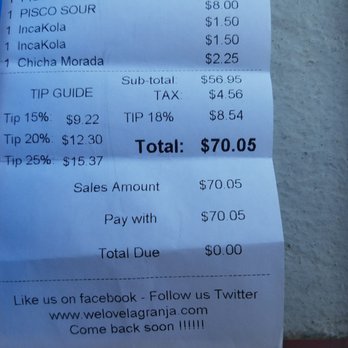 1 PISCO SOUR $8.00
1 IncaKola $1.50
1 IncaKola $1.50
1 Chicha Morada $2.25
Sub-total: $56.95
TIP GUIDE TAX: $4.56
Tip 15%: $9.22 TIP 18% $8.54
Tip 20%: $12.30 Total: $70.05
Tip 25%: $15.37
Sales Amount $70.05
Pay with $70.05
Total Due $0.00
Like us on facebook - Follow us Twitter
www.welovelagranja.com
Come back soon !!!!!!